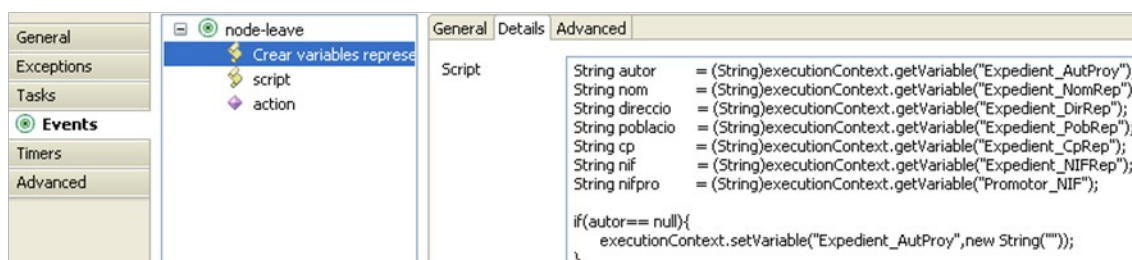 General
Exceptions
Tasks
Events
Timers
Advanced
node-leave
Crear variables represe
script
action
General Details Advanced
Script
String autor = (String)executionContext.getVariable("Expedient_AutProy")
String nom = (String)executionContext.getVariable("Expedient_NomRep")
String direccio = (String)executionContext.getVariable("Expedient_DirRep");
String poblacio = (String)executionContext.getVariable("Expedient_PobRep");
String cp = (String)executionContext.getVariable("Expedient_CpRep");
String nif = (String)executionContext.getVariable("Expedient_NIFRep");
String nifpro = (String)executionContext.getVariable("Promotor_NIF");
if(autor== null){
executionContext.setVariable("Expedient_AutProy",new String(""));
}